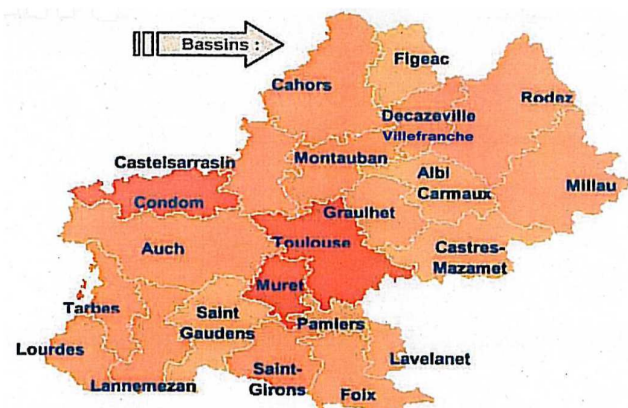 Bassins :
Figeac
Cahors
Rodez
Decazeville
Villefranche
Castelsarrasin
Montauban
Albi
Carmaux
Millau
Condom
Graulhet
Auch
Toulouse
Castres-
Mazamet
Muret
Tarbes
Saint
Gaudens
Pamiers
Lourdes
Lavelanet
Lannemezan
Saint-
Girons
Foix